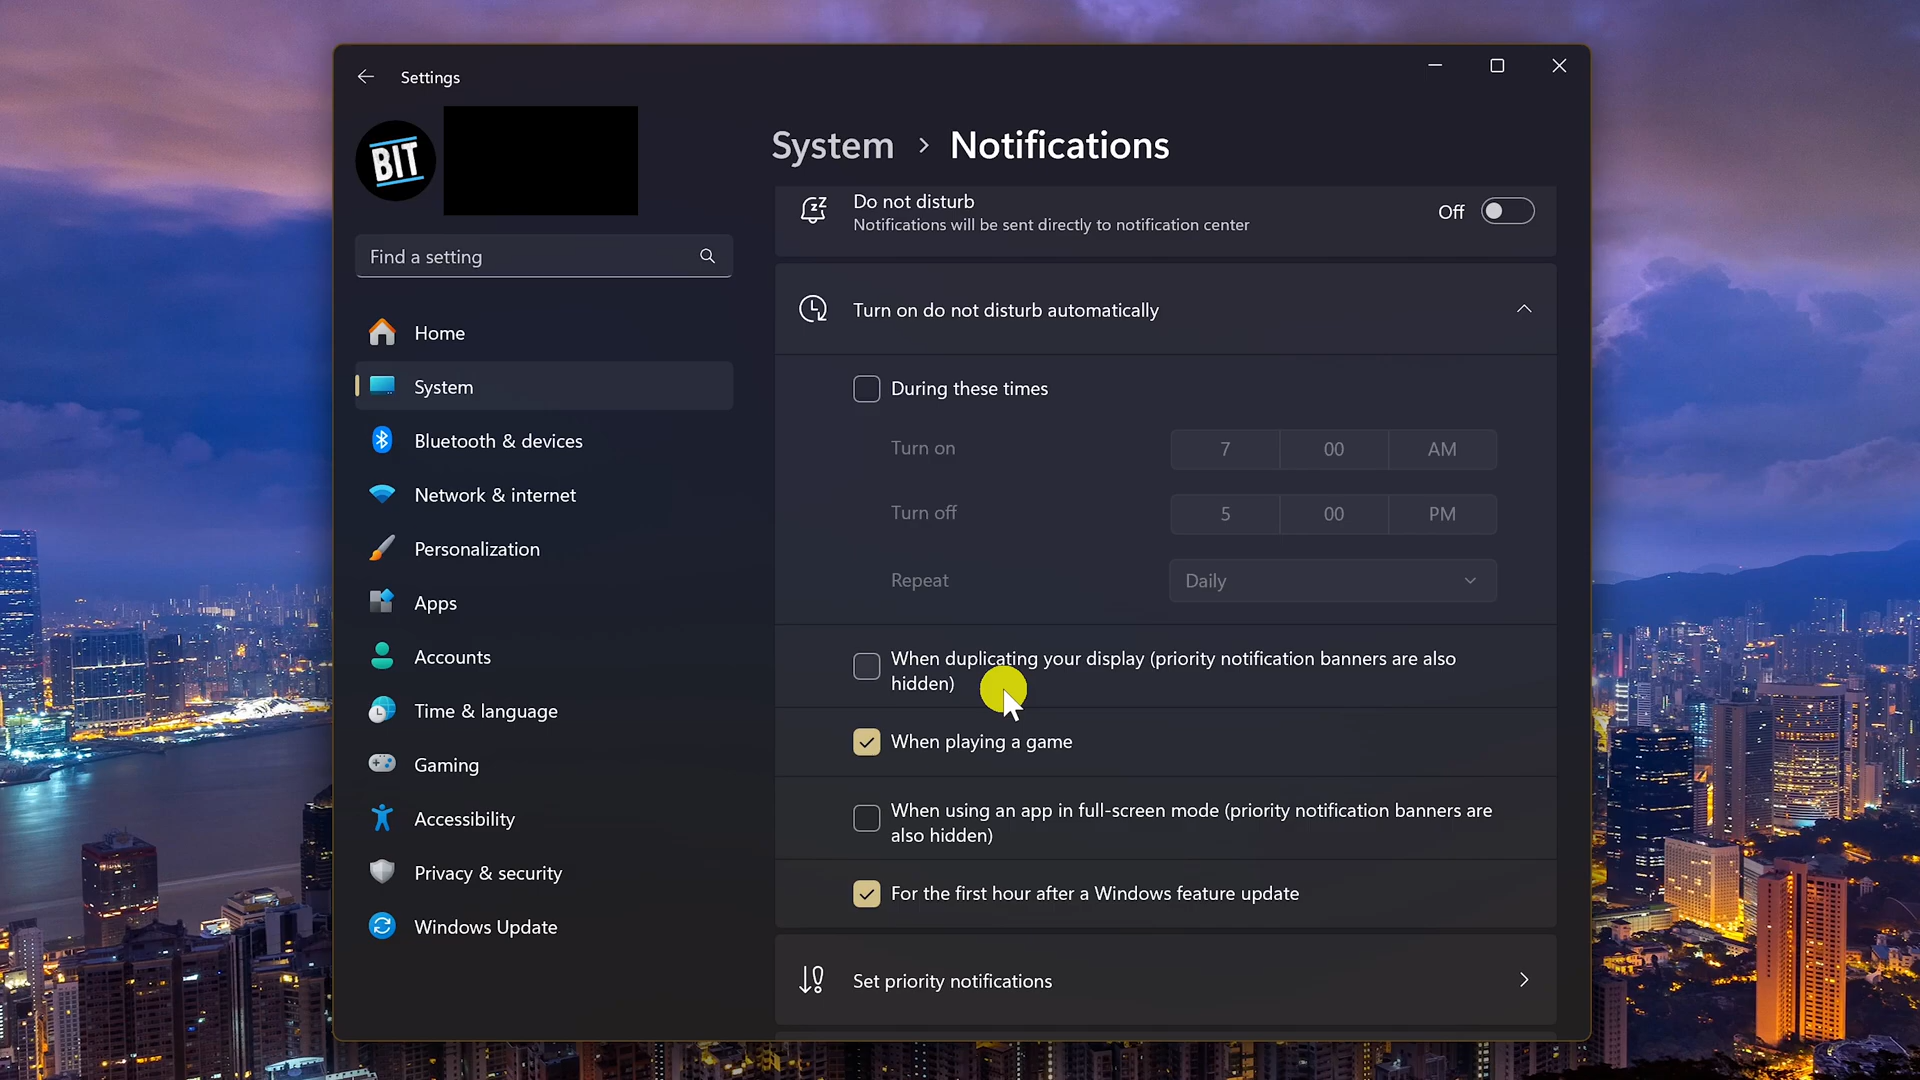 Settings
BIT
Find a setting
Home
System
Bluetooth & devices
Network & internet
Personalization
Apps
Accounts
Time & language
Gaming
Accessibility
Privacy & security
Windows Update
System > Notifications
Do not disturb
Notifications will be sent directly to notification center
Off
Turn on do not disturb automatically
During these times
Turn on
7 00 AM
Turn off
5 00 PM
Repeat
Daily
When duplicating your display (priority notification banners are also
hidden)
When playing a game
When using an app in full-screen mode (priority notification banners are
also hidden)
For the first hour after a Windows feature update
Set priority notifications